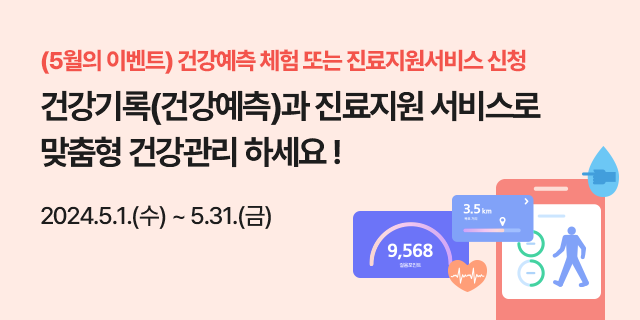 (5월의 이벤트) 건강예측 체험 또는 진료지원서비스 신청
건강기록(건강예측)과 진료지원 서비스로
맞춤형 건강관리 하세요 !
2024.5.1.(수) ~ 5.31.(금)
3.5km
9,568